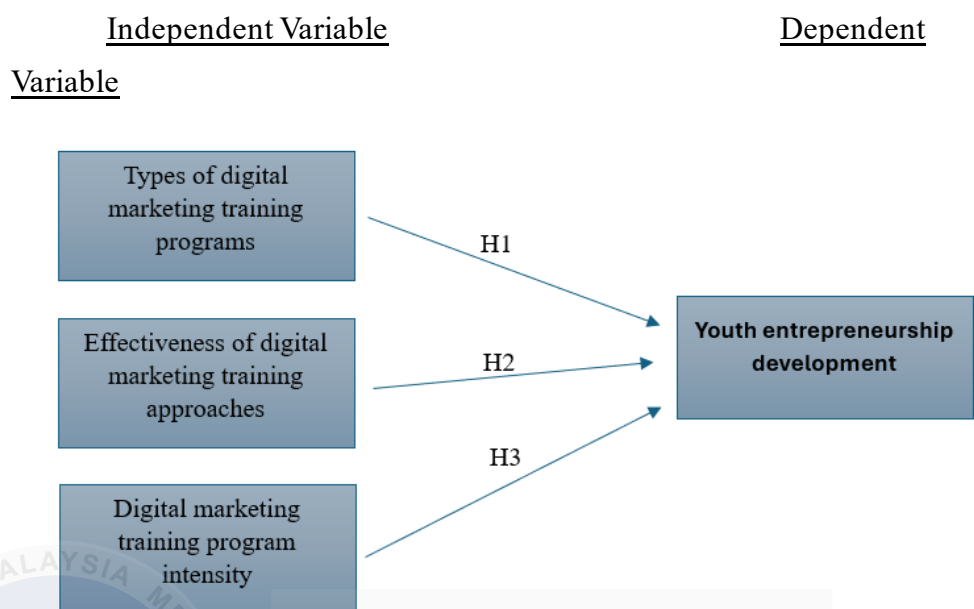 Independent Variable Dependent
Variable
Types of digital
marketing training
programs
H1
Effectiveness of digital
marketing training
approaches
H2
Youth entrepreneurship
development
H3
Digital marketing
training program
intensity
ALAYSIA